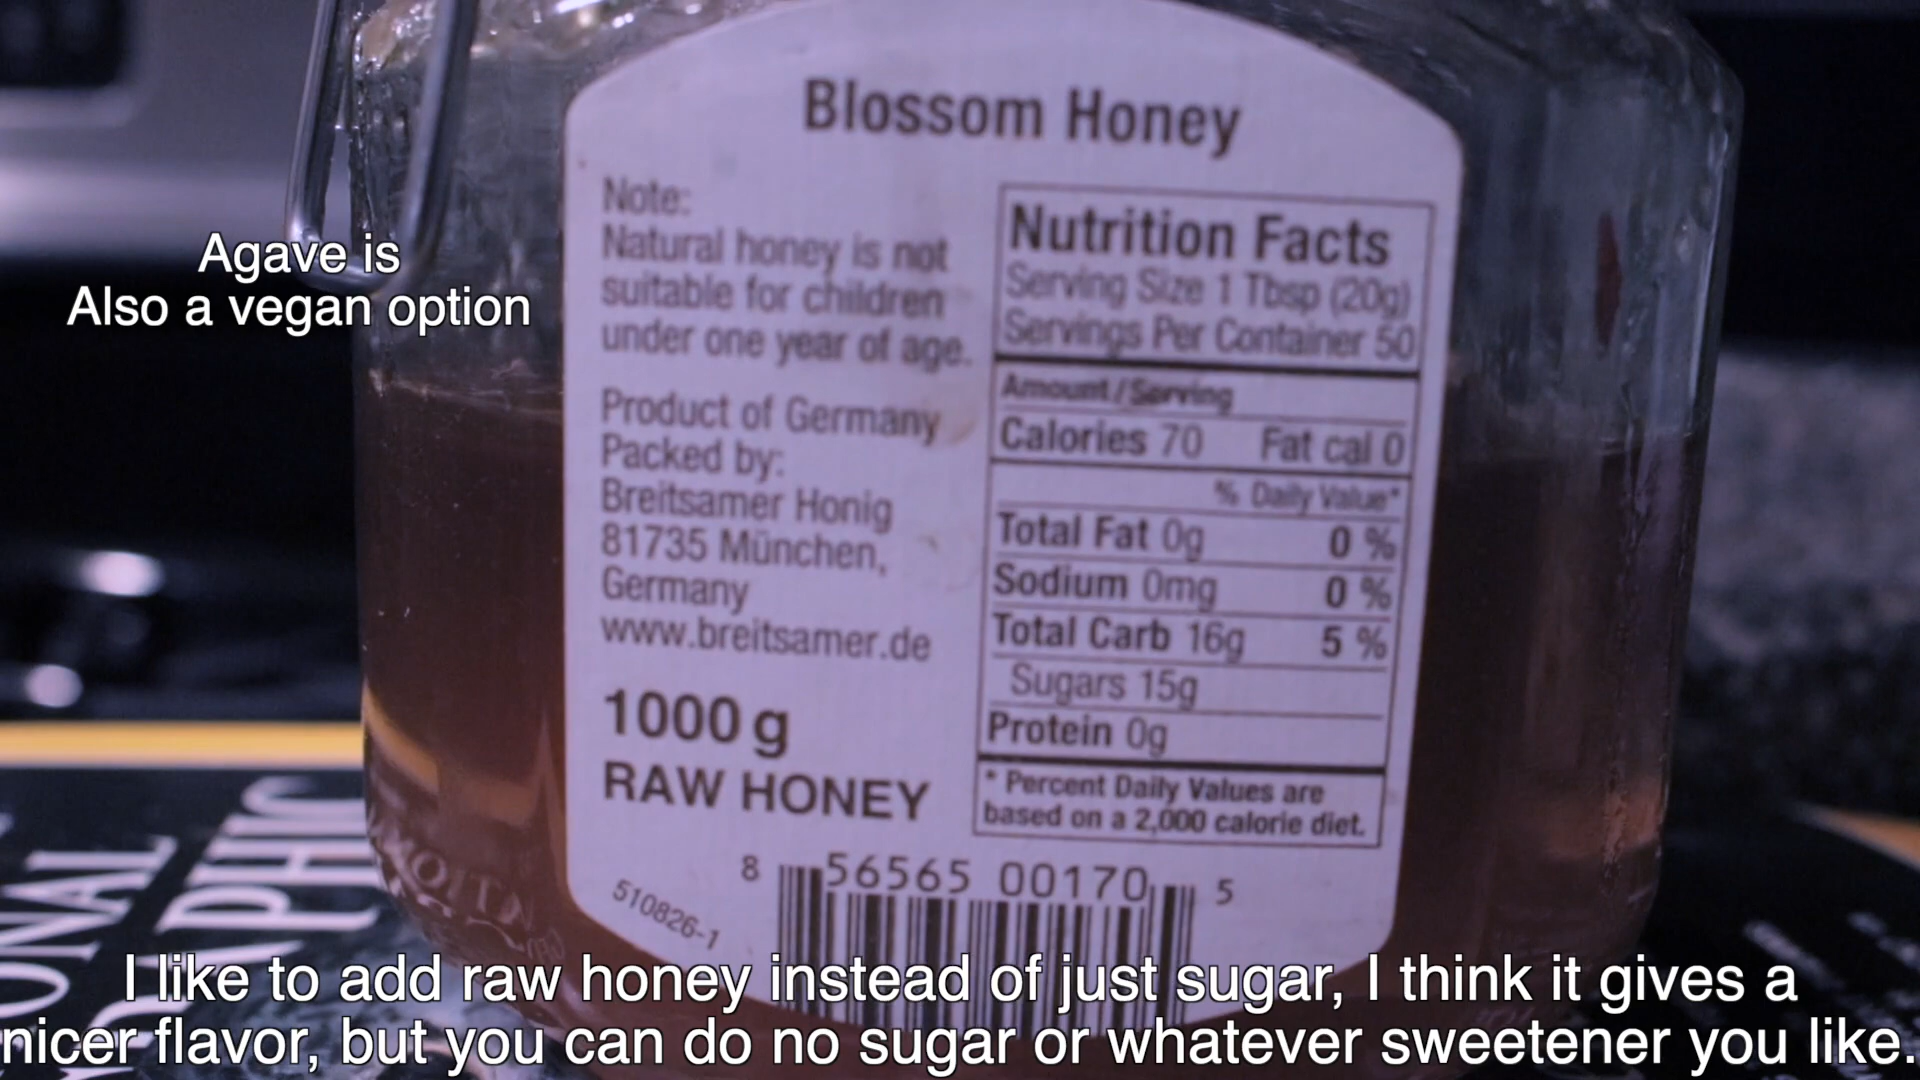 Blossom Honey
Note:
Natural honey is not
suitable for children
under one year of age.
Product of Germany
Packed by:
Breitsamer Honig
81735 München,
Germany
www.breitsamer.de
1000 g
RAW HONEY
Nutrition Facts
Serving Size 1 Tbsp (20g)
Servings Per Container 50
Amount/Serving
Calories 70 Fat cal 0
% Daily Value*
Total Fat 0g 0 %
Sodium 0mg 0 %
Total Carb 16g 5 %
Sugars 15g
Protein 0g
* Percent Daily Values are
based on a 2,000 calorie diet.
8 56565 00170 5
510826-1
Agave is
Also a vegan option
ONAL
APHIC
I like to add raw honey instead of just sugar, I think it gives a
nicer flavor, but you can do no sugar or whatever sweetener you like.